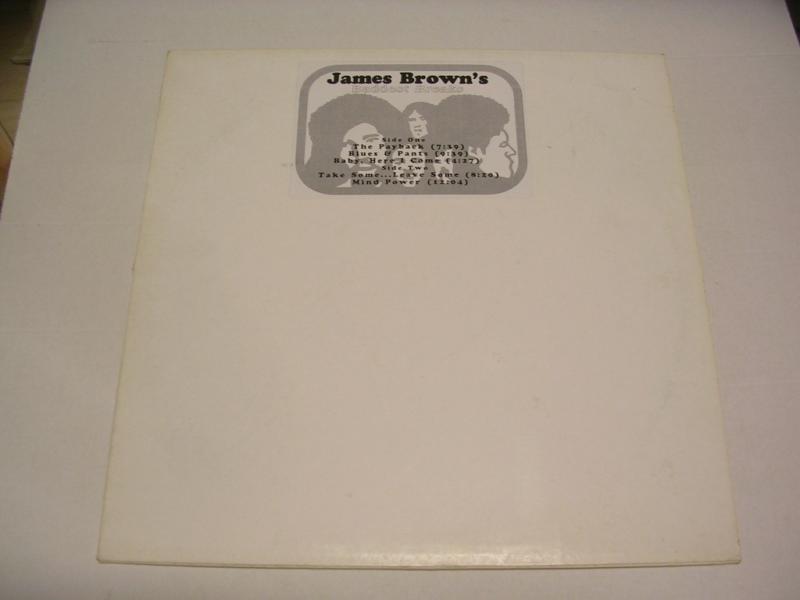 James Brown's
Baddest Breaks
Side One
The Payback (7:39)
Blues & Pants (9:39)
Baby, Here I Come (4:27)
Side Two
Take Some...Leave Some (8:20)
Mind Power (12:04)